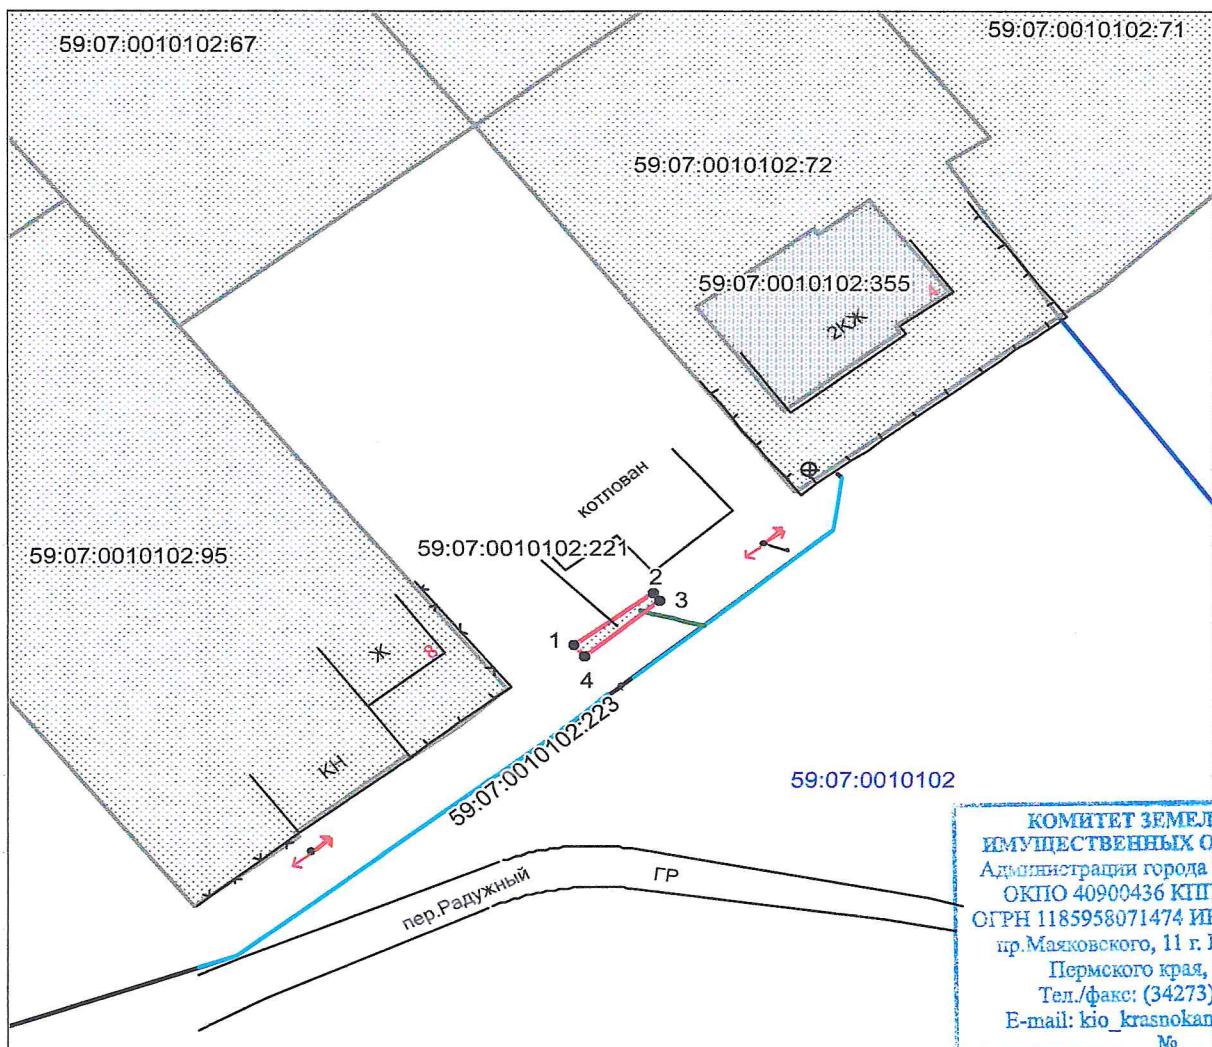 59:07:0010102:67
59:07:0010102:71
59:07:0010102:72
59:07:0010102:355
4
2КЖ
котлован
59:07:0010102:95
59:07:0010102:221
2
3
1
4
Ж
8
КН
59:07:0010102:223
59:07:0010102
пер.Радужный
ГР
КОМИТЕТ ЗЕМЕЛ
ИМУЩЕСТВЕННЫХ О
Администрации города
ОКПО 40900436 КПП
ОГРН 1185958071474 ИН
пр.Маяковского, 11 г.
Пермского края,
Тел./факс: (34273)
E-mail: kio_krasnokam
№